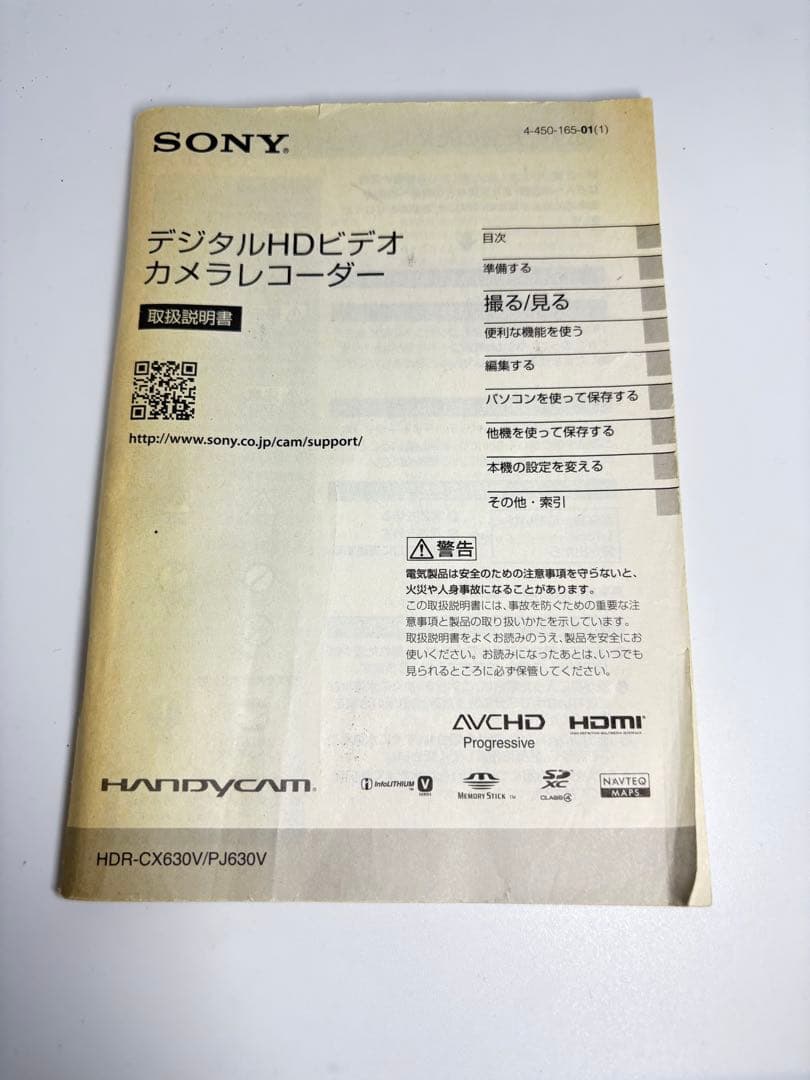 SONY®
4-450-165-01(1)
デジタルHDビデオ
カメラレコーダー
取扱説明書
http://www.sony.co.jp/cam/support/
目次
準備する
撮る/見る
便利な機能を使う
編集する
パソコンを使って保存する
他機を使って保存する
本機の設定を変える
その他・索引
警告
電気製品は安全のための注意事項を守らないと、
火災や人身事故になることがあります。
この取扱説明書には、事故を防ぐための重要な注
意事項と製品の取り扱いかたを示しています。
取扱説明書をよくお読みのうえ、製品を安全にお
使いください。お読みになったあとは、いつでも
見られるところに必ず保管してください。
AVCHD
Progressive
HDMI
HIGH-DEFINITION MULTIMEDIA INTERFACE
HANDYCAM®
InfoLITHIUM V SERIES
MEMORY STICK TM
SD XC
CLASS 4
NAVTEQ
MAPS
HDR-CX630V/PJ630V